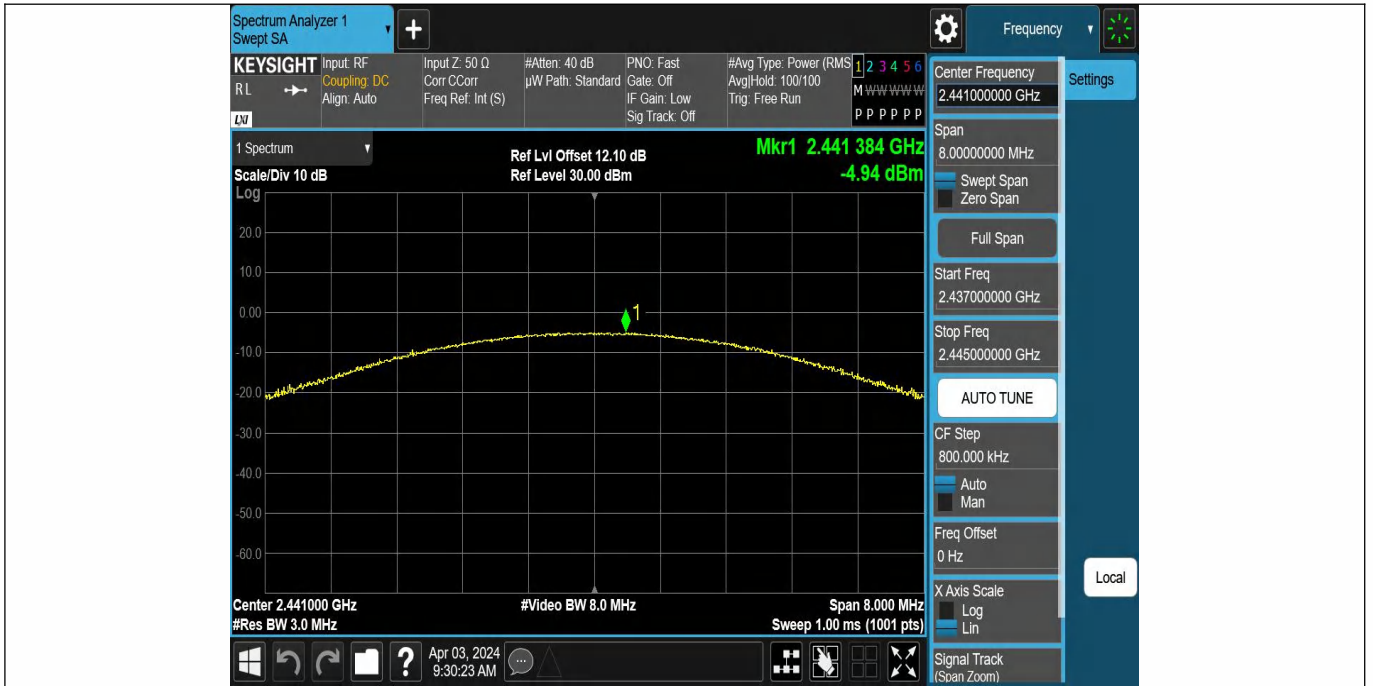 Spectrum Analyzer 1
Swept SA
+
Frequency
KEYSIGHT
RL
LXI
Input: RF
Coupling: DC
Align: Auto
Input Z: 50 Ω
Corr CCorr
Freq Ref: Int (S)
#Atten: 40 dB
µW Path: Standard
PNO: Fast
Gate: Off
IF Gain: Low
Sig Track: Off
#Avg Type: Power (RMS
Avg|Hold: 100/100
Trig: Free Run
1 2 3 4 5 6
M W W W W W
P P P P P P
1 Spectrum
Scale/Div 10 dB
Ref Lvl Offset 12.10 dB
Ref Level 30.00 dBm
Mkr1 2.441 384 GHz
-4.94 dBm
Log
20.0
10.0
0.00
-10.0
-20.0
-30.0
-40.0
-50.0
-60.0
1
Center 2.441000 GHz
#Res BW 3.0 MHz
#Video BW 8.0 MHz
Span 8.000 MHz
Sweep 1.00 ms (1001 pts)
Center Frequency
2.441000000 GHz
Settings
Span
8.00000000 MHz
Swept Span
Zero Span
Full Span
Start Freq
2.437000000 GHz
Stop Freq
2.445000000 GHz
AUTO TUNE
CF Step
800.000 kHz
Auto
Man
Freq Offset
0 Hz
X Axis Scale
Log
Lin
Local
Signal Track
(Span Zoom)
?
Apr 03, 2024
9:30:23 AM